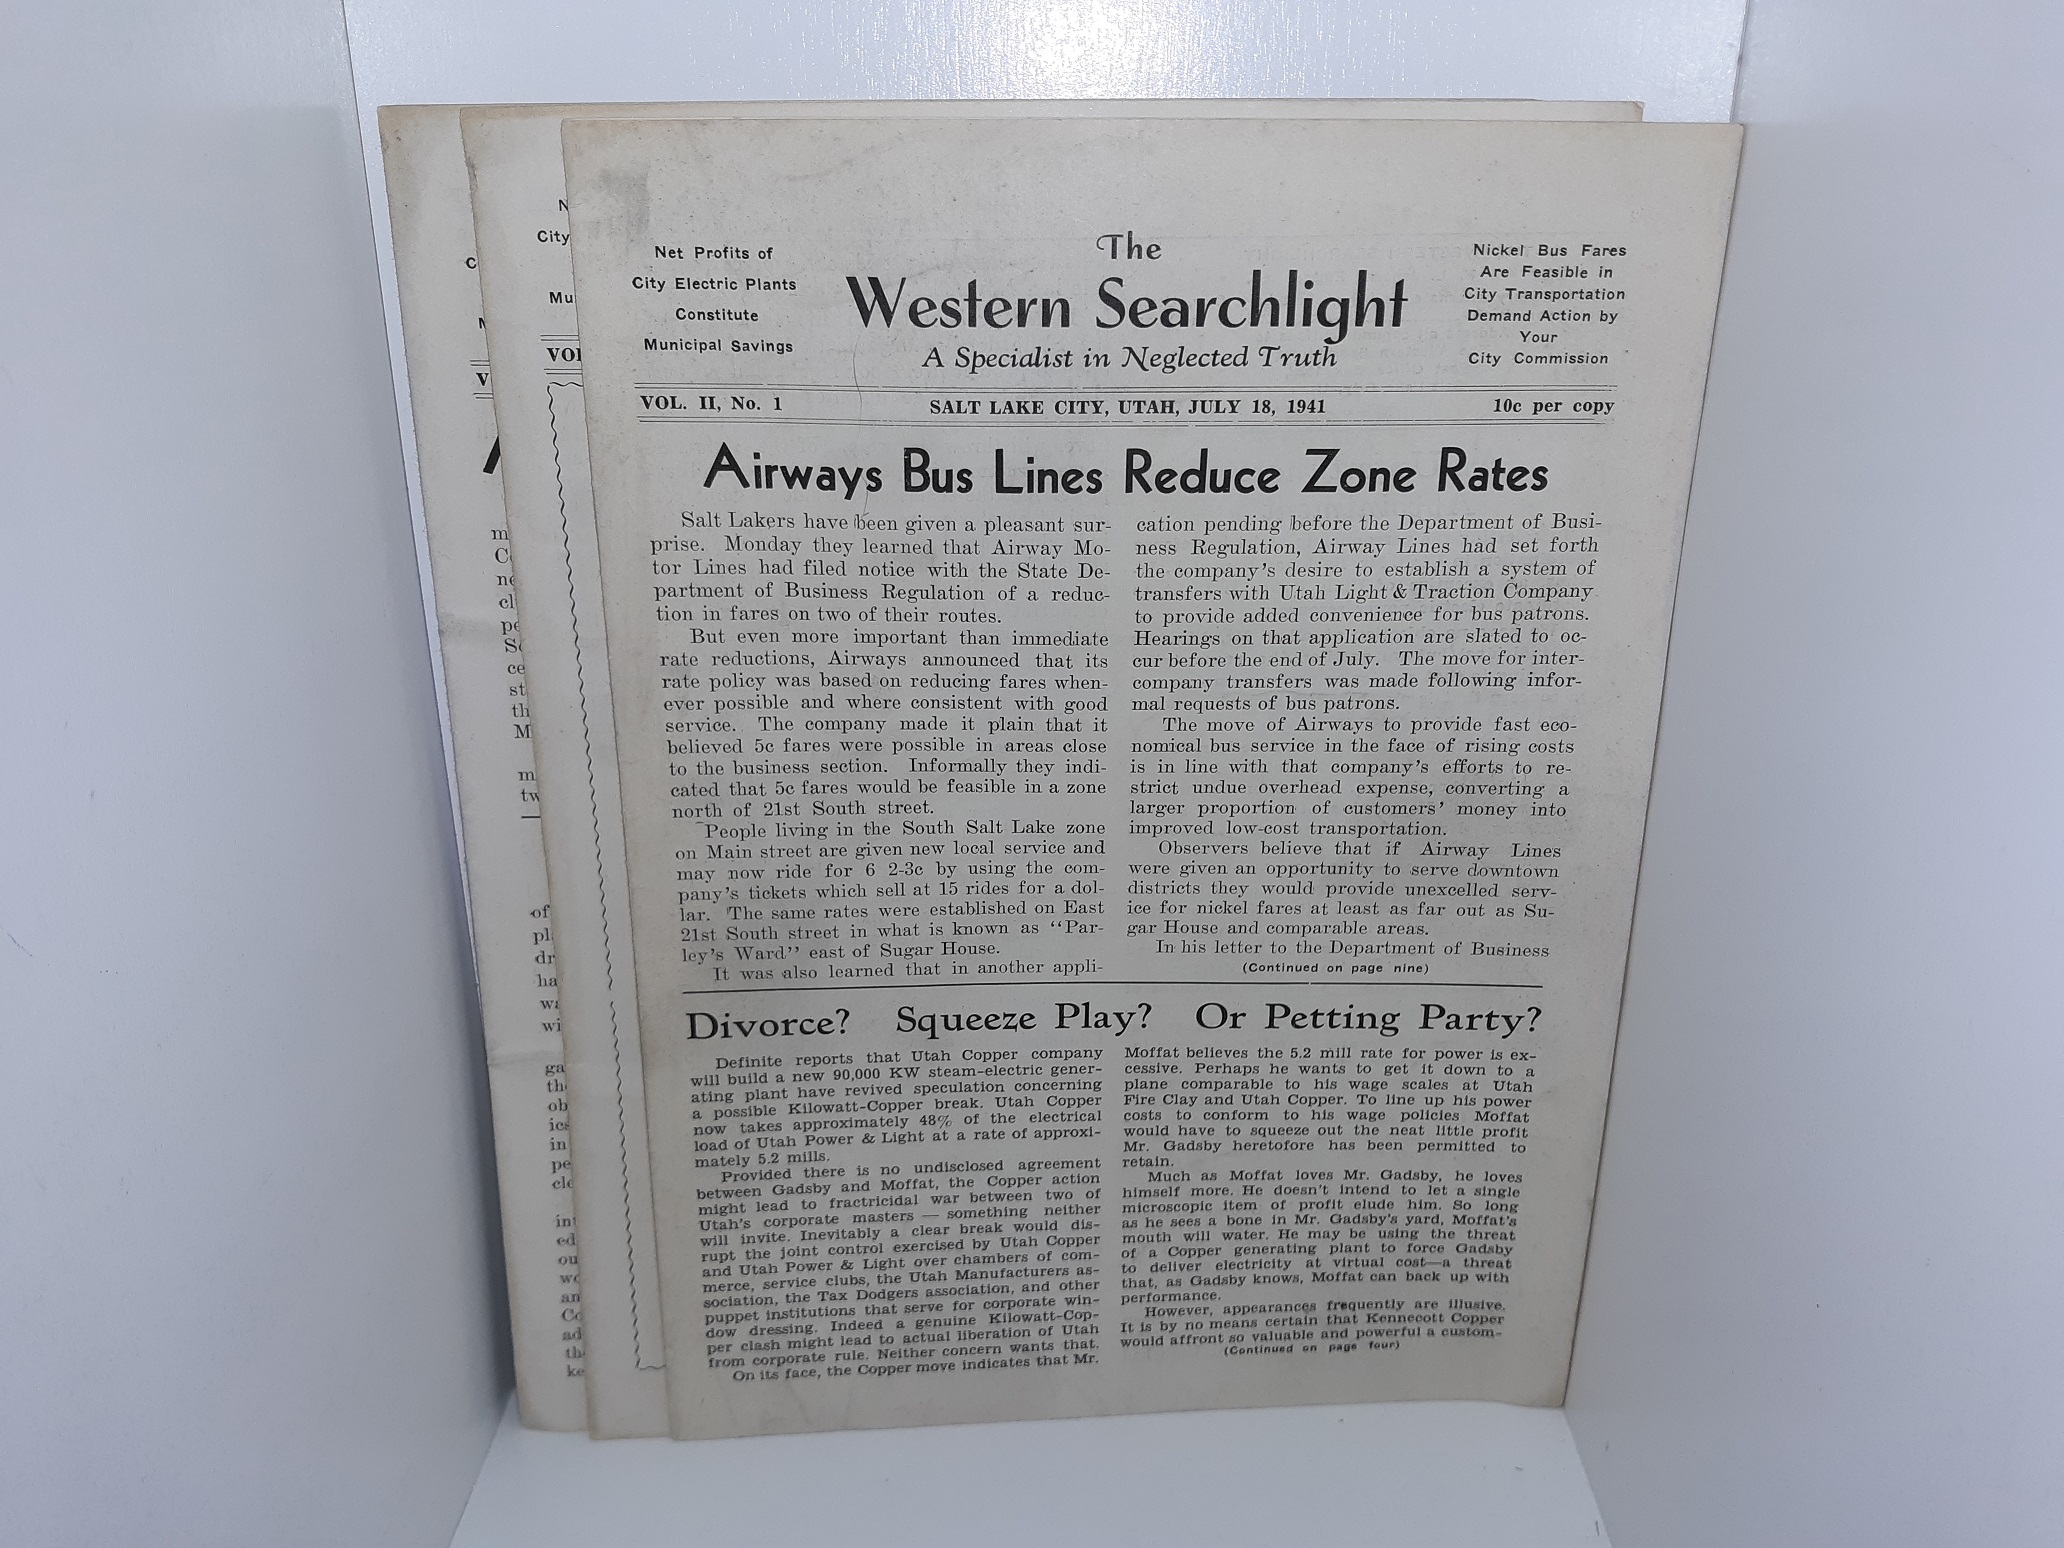 Net Profits of
City Electric Plants
Constitute
Municipal Savings
The
Western Searchlight
A Specialist in Neglected Truth
Nickel Bus Fares
Are Feasible in
City Transportation
Demand Action by
Your
City Commission
VOL. II, No. 1
SALT LAKE CITY, UTAH, JULY 18, 1941
10c per copy
Airways Bus Lines Reduce Zone Rates
Salt Lakers have been given a pleasant sur-
prise. Monday they learned that Airway Mo-
tor Lines had filed notice with the State De-
partment of Business Regulation of a reduc-
tion in fares on two of their routes.
But even more important than immediate
rate reductions, Airways announced that its
rate policy was based on reducing fares when-
ever possible and where consistent with good
service. The company made it plain that it
believed 5c fares were possible in areas close
to the business section. Informally they indi-
cated that 5c fares would be feasible in a zone
north of 21st South street.
People living in the South Salt Lake zone
on Main street are given new local service and
may now ride for 6 2-3c by using the com-
pany's tickets which sell at 15 rides for a dol-
lar. The same rates were established on East
21st South street in what is known as "Par-
ley's Ward" east of Sugar House.
It was also learned that in another appli-
cation pending before the Department of Busi-
ness Regulation, Airway Lines had set forth
the company's desire to establish a system of
transfers with Utah Light & Traction Company
to provide added convenience for bus patrons.
Hearings on that application are slated to oc-
cur before the end of July. The move for inter-
company transfers was made following infor-
mal requests of bus patrons.
The move of Airways to provide fast eco-
nomical bus service in the face of rising costs
is in line with that company's efforts to re-
strict undue overhead expense, converting a
larger proportion of customers' money into
improved low-cost transportation.
Observers believe that if Airway Lines
were given an opportunity to serve downtown
districts they would provide unexcelled serv-
ice for nickel fares at least as far out as Su-
gar House and comparable areas.
In his letter to the Department of Business
(Continued on page nine)
Divorce? Squeeze Play? Or Petting Party?
Definite reports that Utah Copper company
will build a new 90,000 KW steam-electric gener-
ating plant have revived speculation concerning
a possible Kilowatt-Copper break. Utah Copper
now takes approximately 48% of the electrical
load of Utah Power & Light at a rate of approxi-
mately 5.2 mills.
Provided there is no undisclosed agreement
between Gadsby and Moffat, the Copper action
might lead to fractricidal war between two of
Utah's corporate masters — something neither
will invite. Inevitably a clear break would dis-
rupt the joint control exercised by Utah Copper
and Utah Power & Light over chambers of com-
merce, service clubs, the Utah Manufacturers as-
sociation, the Tax Dodgers association, and other
puppet institutions that serve for corporate win-
dow dressing. Indeed a genuine Kilowatt-Cop-
per clash might lead to actual liberation of Utah
from corporate rule. Neither concern wants that.
On its face, the Copper move indicates that Mr.
Moffat believes the 5.2 mill rate for power is ex-
cessive. Perhaps he wants to get it down to a
plane comparable to his wage scales at Utah
Fire Clay and Utah Copper. To line up his power
costs to conform to his wage policies Moffat
would have to squeeze out the neat little profit
Mr. Gadsby heretofore has been permitted to
retain.
Much as Moffat loves Mr. Gadsby, he loves
himself more. He doesn't intend to let a single
microscopic item of profit elude him. So long
as he sees a bone in Mr. Gadsby's yard, Moffat's
mouth will water. He may be using the threat
of a Copper generating plant to force Gadsby
to deliver electricity at virtual cost—a threat
that, as Gadsby knows, Moffat can back up with
performance.
However, appearances frequently are illusive.
It is by no means certain that Kennecott Copper
would affront so valuable and powerful a custom-
(Continued on page four)